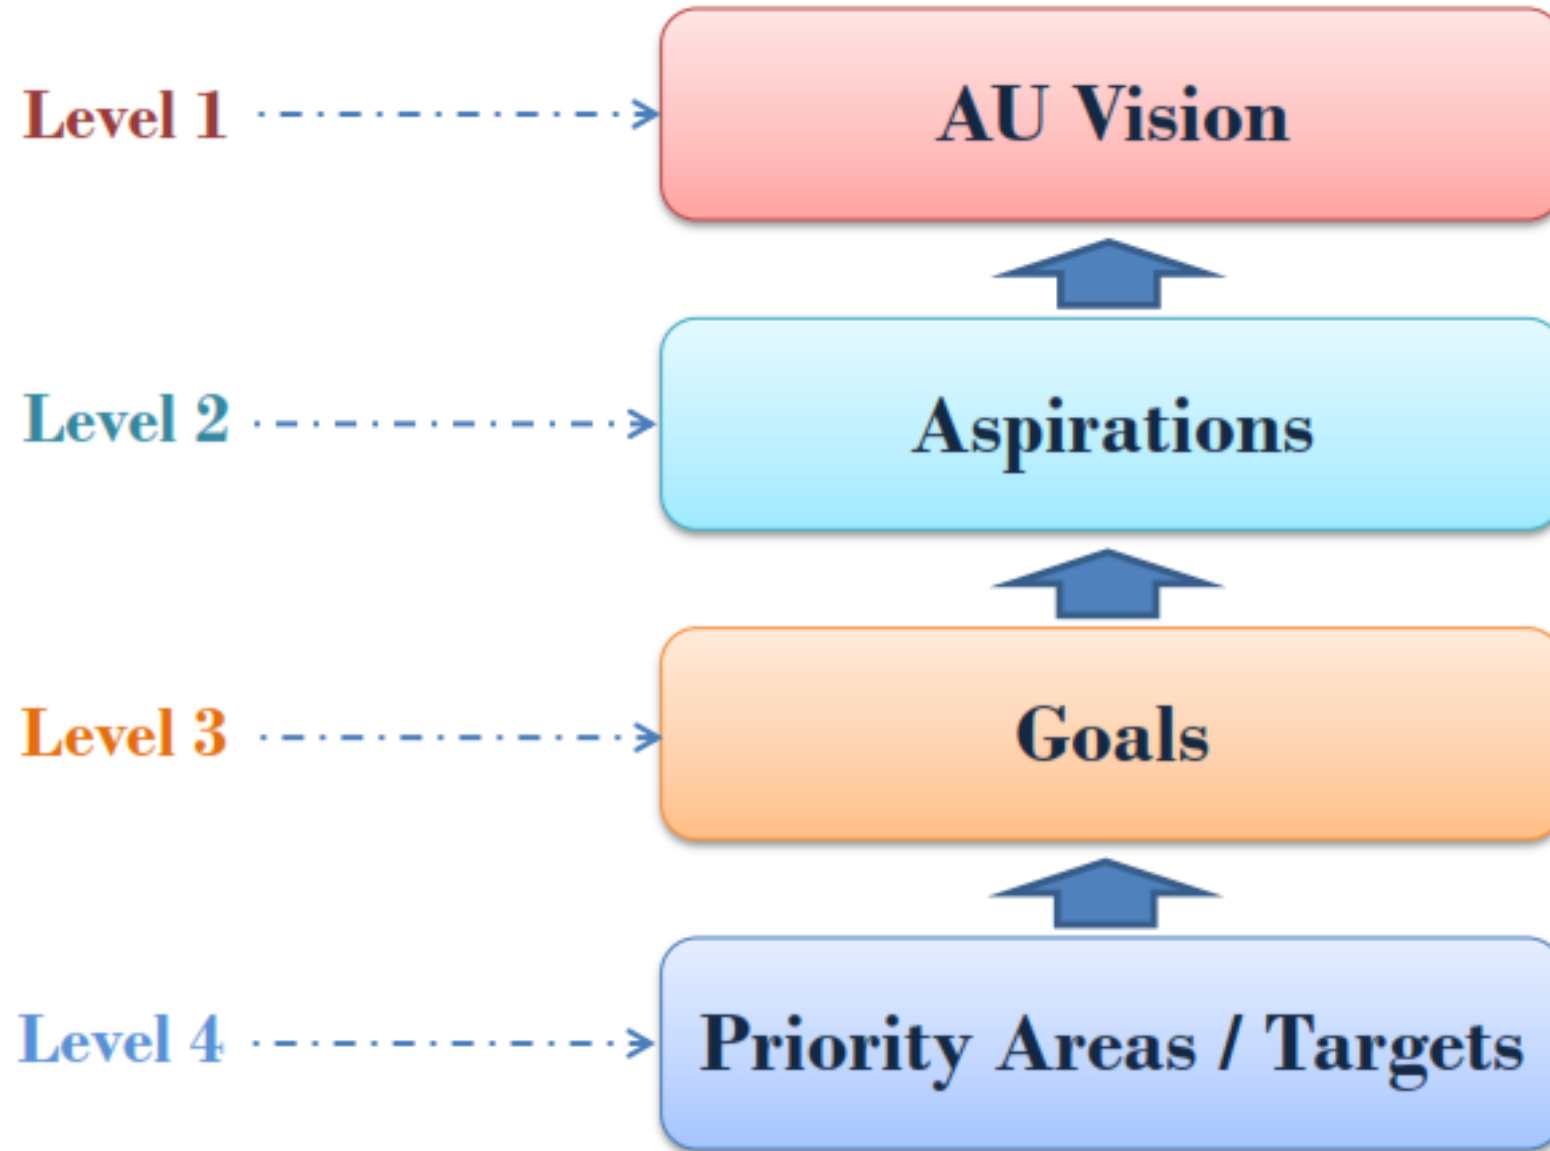 Level 1
AU Vision
Level 2
Aspirations
Level 3
Goals
Level 4
Priority Areas / Targets